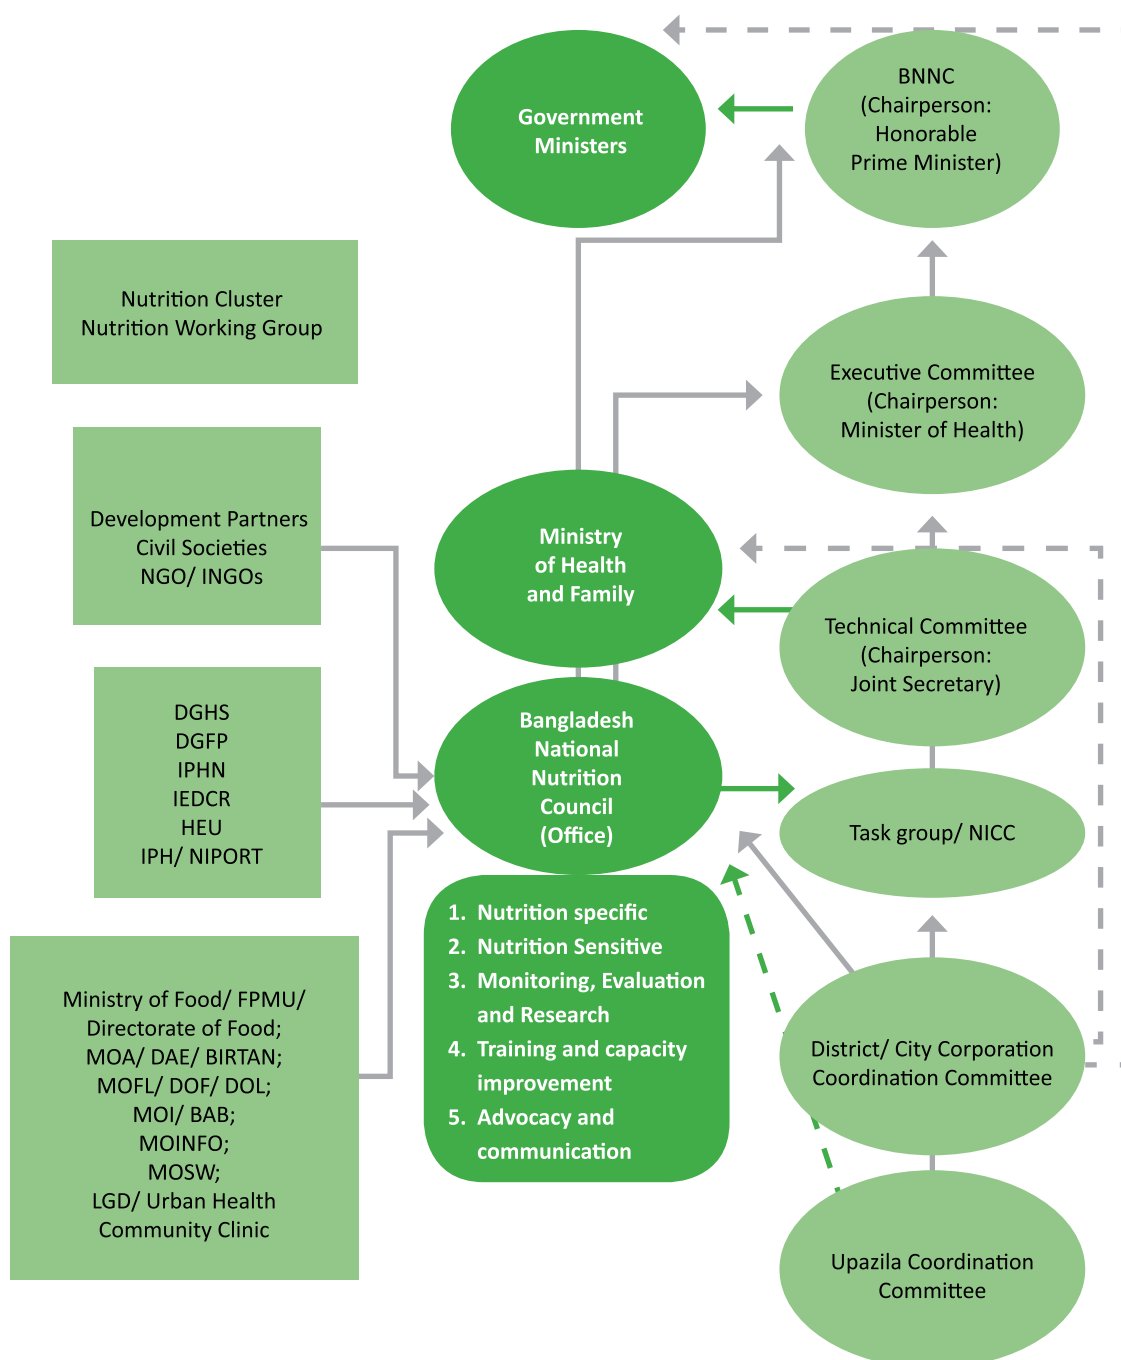 Government
Ministers
BNNC
(Chairperson:
Honorable
Prime Minister)
Nutrition Cluster
Nutrition Working Group
Executive Committee
(Chairperson:
Minister of Health)
Development Partners
Civil Societies
NGO/ INGOs
Ministry
of Health
and Family
Technical Committee
(Chairperson:
Joint Secretary)
DGHS
DGFP
IPHN
IEDCR
HEU
IPH/ NIPORT
Bangladesh
National
Nutrition
Council
(Office)
Task group/ NICC
1. Nutrition specific
2. Nutrition Sensitive
3. Monitoring, Evaluation
and Research
4. Training and capacity
improvement
5. Advocacy and
communication
Ministry of Food/ FPMU/
Directorate of Food;
MOA/ DAE/ BIRTAN;
MOFL/ DOF/ DOL;
MOI/ BAB;
MOINFO;
MOSW;
LGD/ Urban Health
Community Clinic
District/ City Corporation
Coordination Committee
Upazila Coordination
Committee